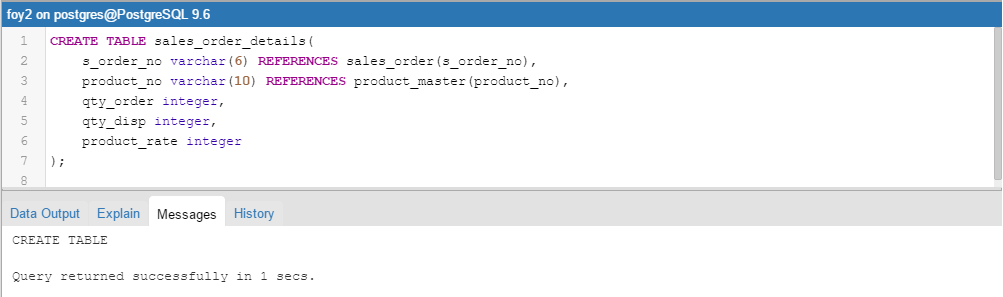 foy2 on postgres@PostgreSQL 9.6
1 CREATE TABLE sales_order_details(
2 s_order_no varchar(6) REFERENCES sales_order(s_order_no),
3 product_no varchar(10) REFERENCES product_master(product_no),
4 qty_order integer,
5 qty_disp integer,
6 product_rate integer
7 );
8
Data Output Explain Messages History
CREATE TABLE
Query returned successfully in 1 secs.